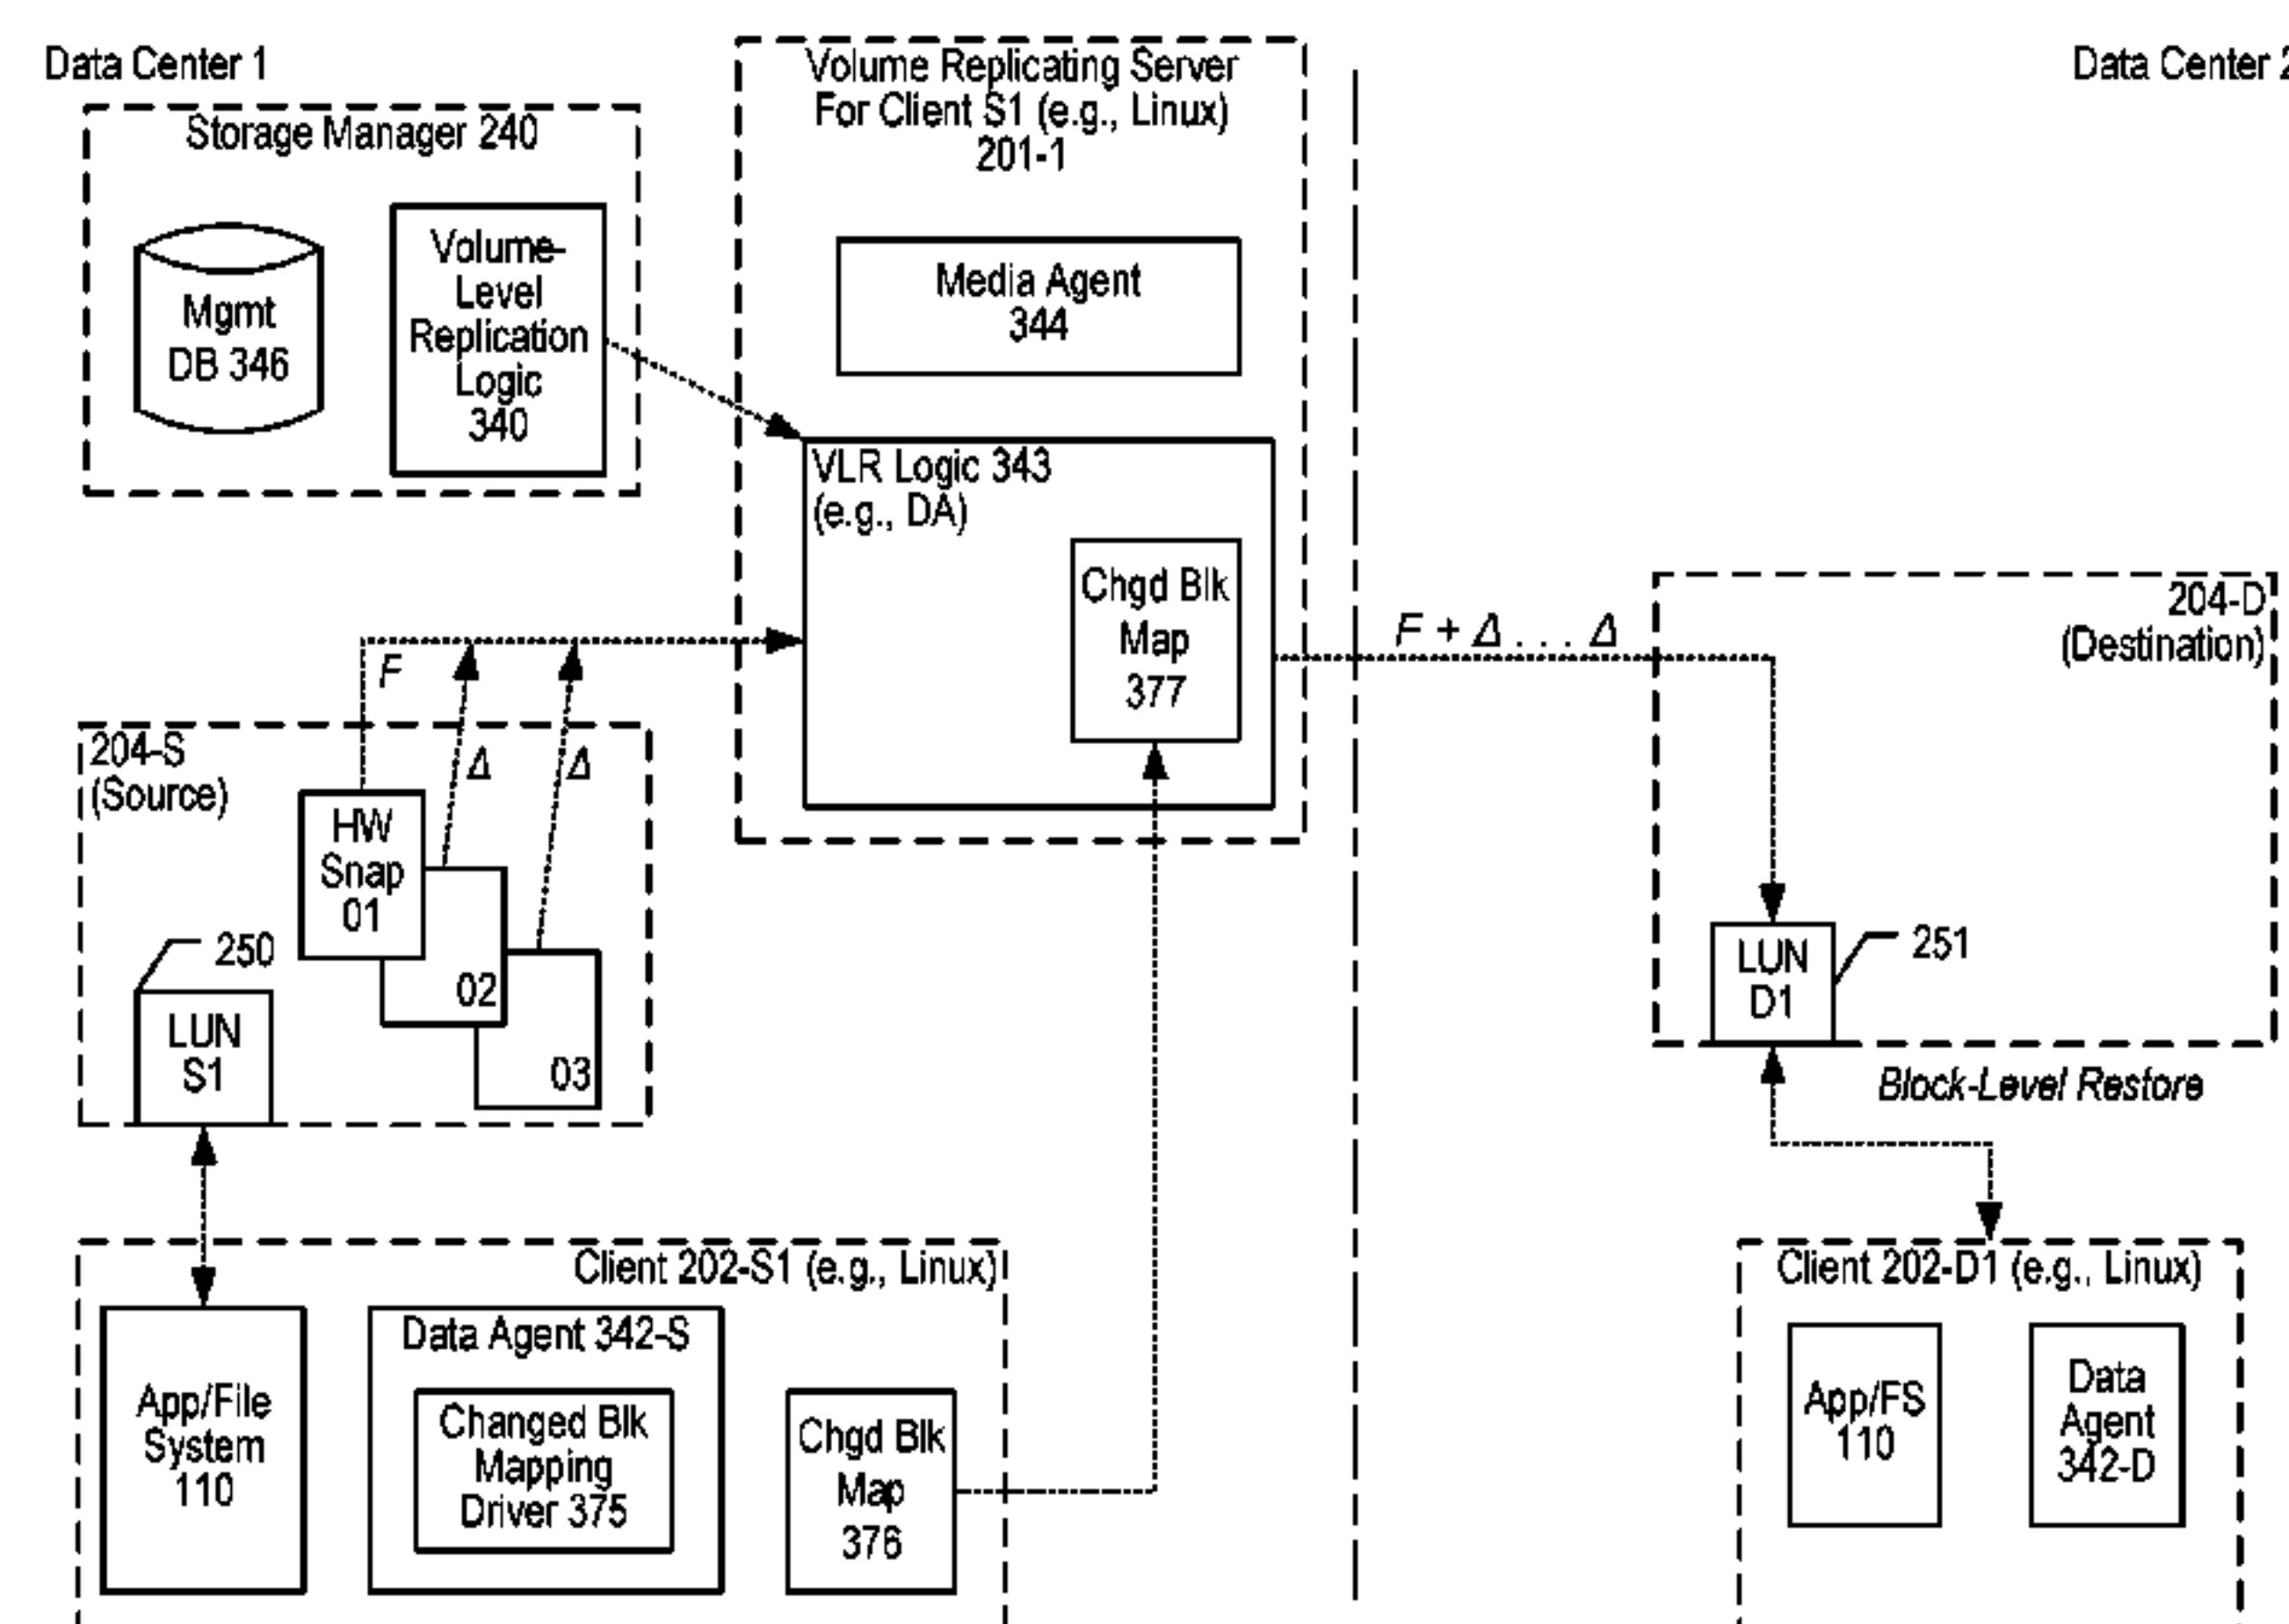 Data Center 1
Data Center 2
Storage Manager 240
Mgmt
DB 346
Volume-
Level
Replication
Logic
340
Volume Replicating Server
For Client S1 (e.g., Linux)
201-1
Media Agent
344
VLR Logic 343
(e.g., DA)
Chgd Blk
Map
377
F
Δ
Δ
F + Δ . . . Δ
204-S
(Source)
HW
Snap
01
02
03
250
LUN
S1
204-D
(Destination)
LUN
D1
251
Block-Level Restore
Client 202-S1 (e.g., Linux)
App/File
System
110
Data Agent 342-S
Changed Blk
Mapping
Driver 375
Chgd Blk
Map
376
Client 202-D1 (e.g., Linux)
App/FS
110
Data
Agent
342-D